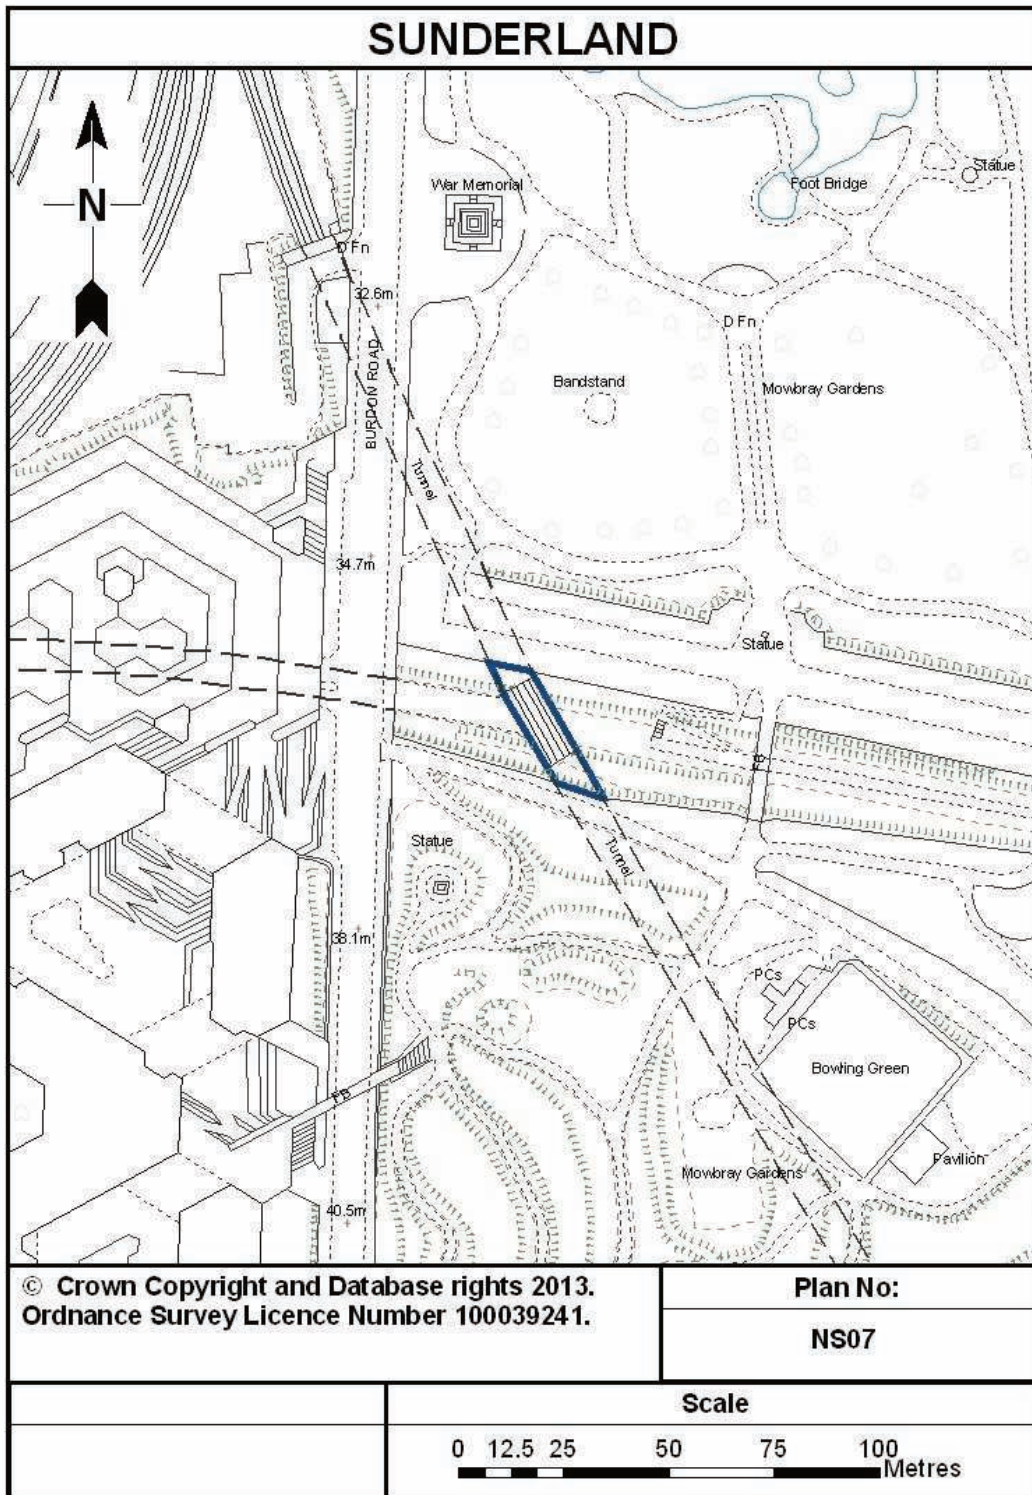 SUNDERLAND
N
War Memorial
Foot Bridge
Statue
D Fn
32.6m
D Fn
BURDON ROAD
Bandstand
Mowbray Gardens
Tunnel
34.7m
Statue
FB
Statue
Tunnel
38.1m
PCs
PCs
Bowling Green
FB
Mowbray Gardens
Pavilion
40.5m
© Crown Copyright and Database rights 2013.
Ordnance Survey Licence Number 100039241.
Plan No:
NS07
Scale
0 12.5 25 50 75 100
Metres